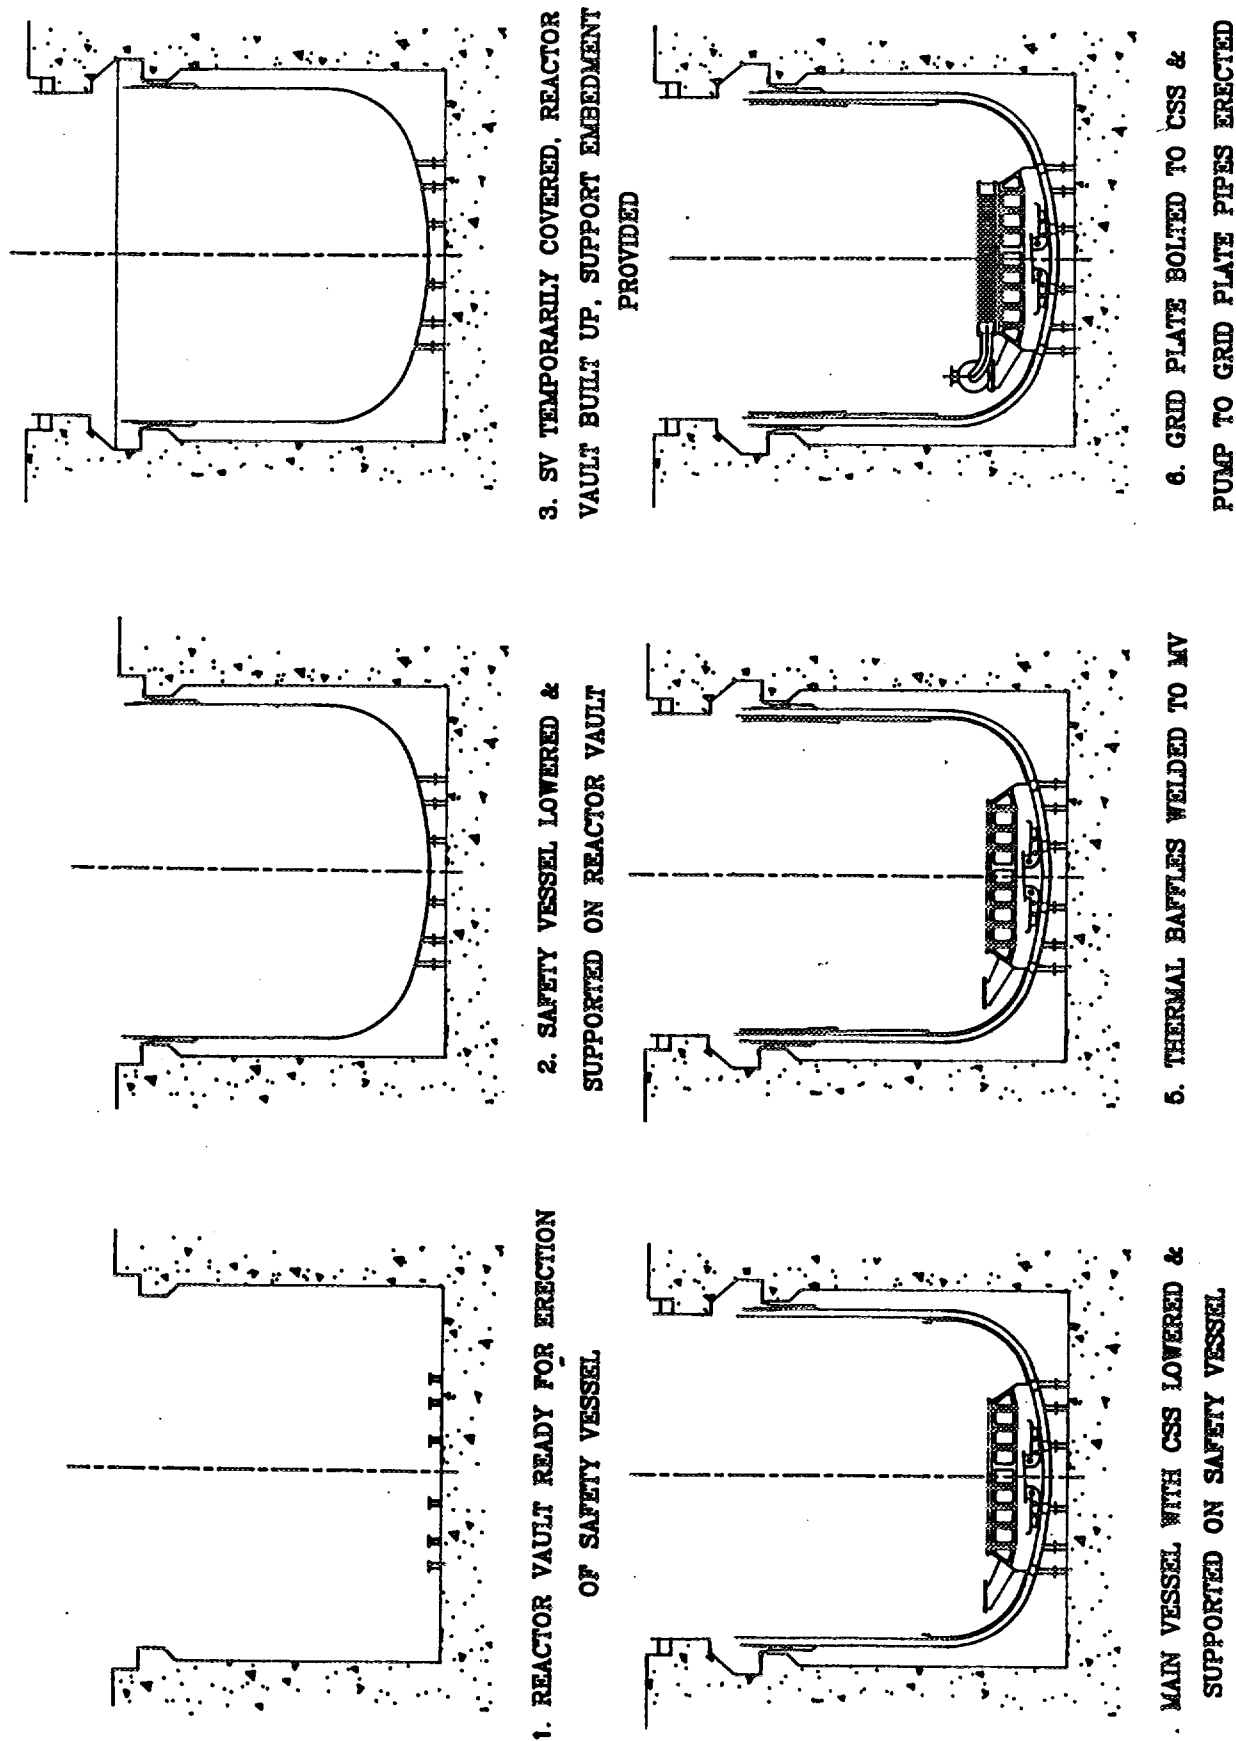 1. REACTOR VAULT READY FOR ERECTION
OF SAFETY VESSEL
2. SAFETY VESSEL LOWERED &
SUPPORTED ON REACTOR VAULT
3. SV TEMPORARILY COVERED, REACTOR
VAULT BUILT UP, SUPPORT EMBEDMENT
PROVIDED
. MAIN VESSEL WITH CSS LOWERED &
SUPPORTED ON SAFETY VESSEL
5. THERMAL BAFFLES WELDED TO MV
6. GRID PLATE BOLTED TO CSS &
PUMP TO GRID PLATE PIPES ERECTED